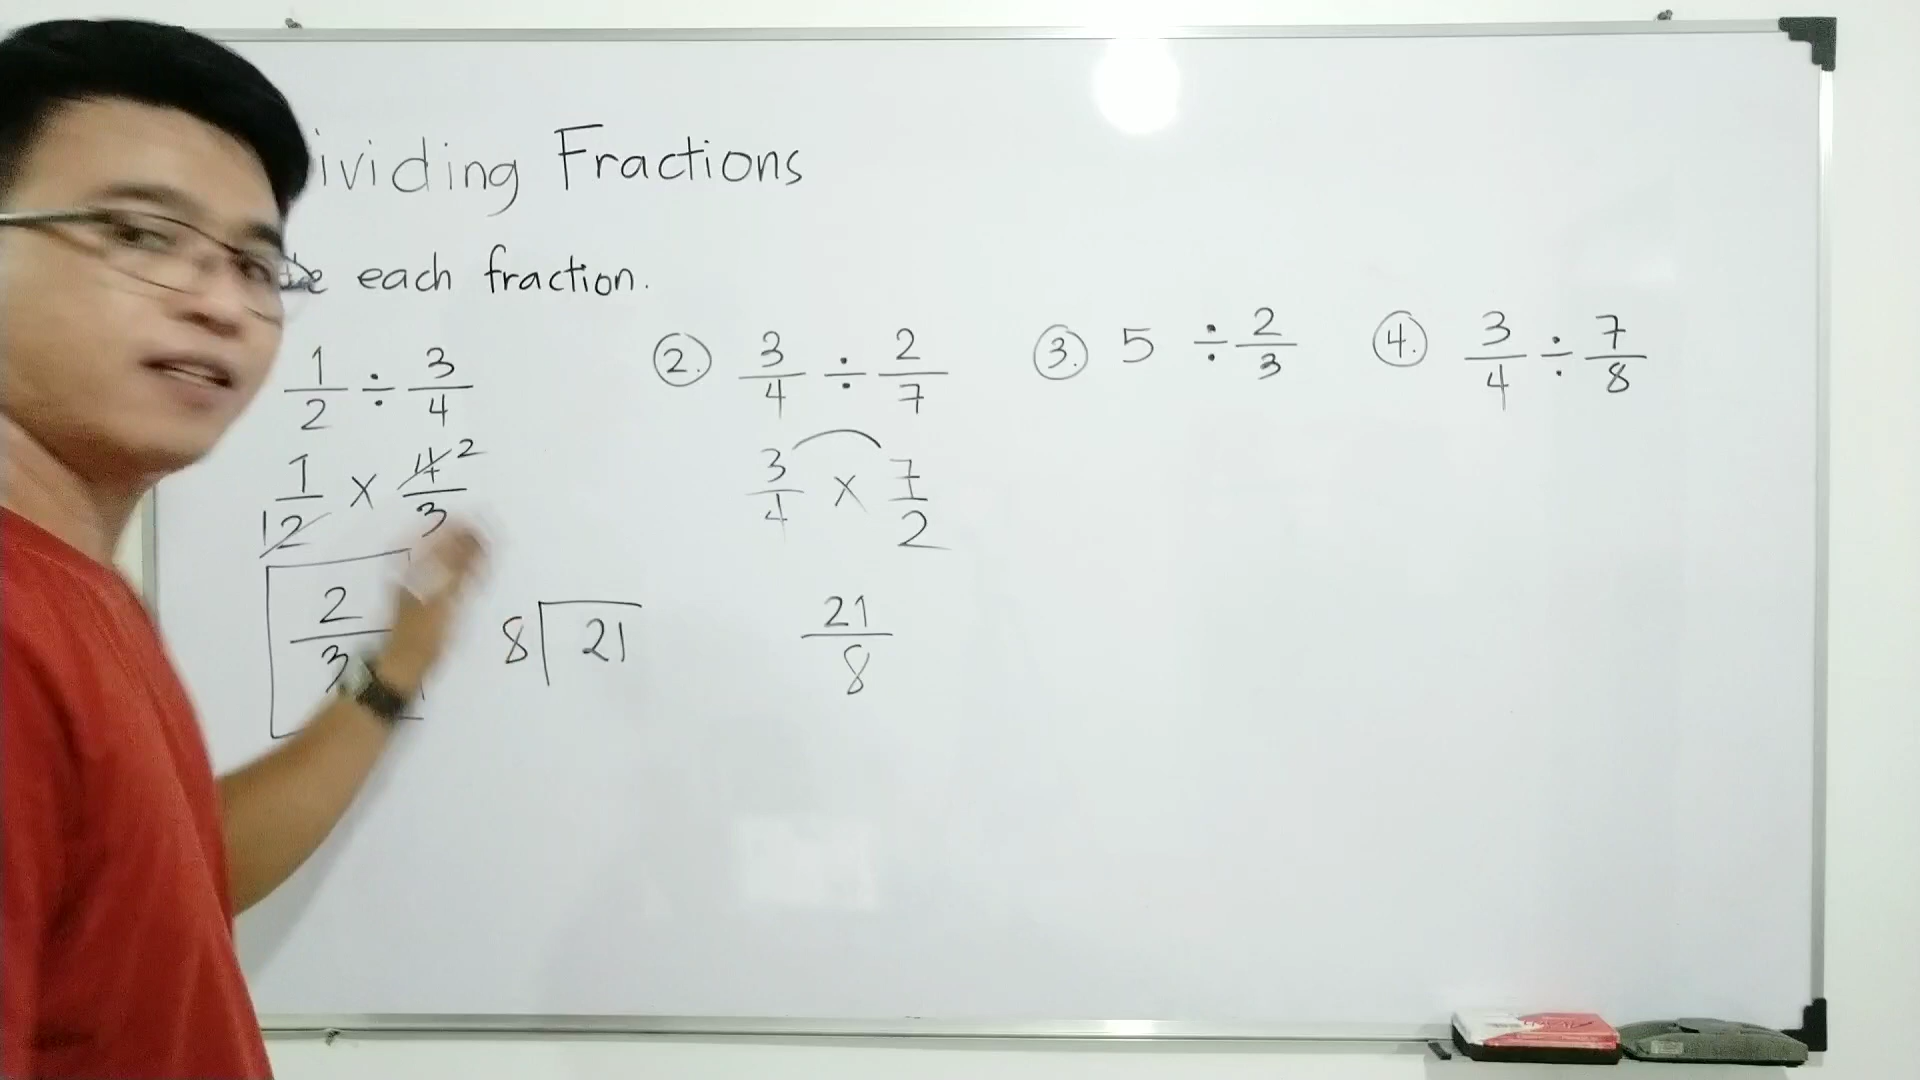 ividing Fractions
each fraction.
1/2 ÷ 3/4
1/12 × 4/3 2
2/3
② 3/4 ÷ 2/7
3/4 × 7/2
8 21
21/8
③ 5 ÷ 2/3
④ 3/4 ÷ 7/8